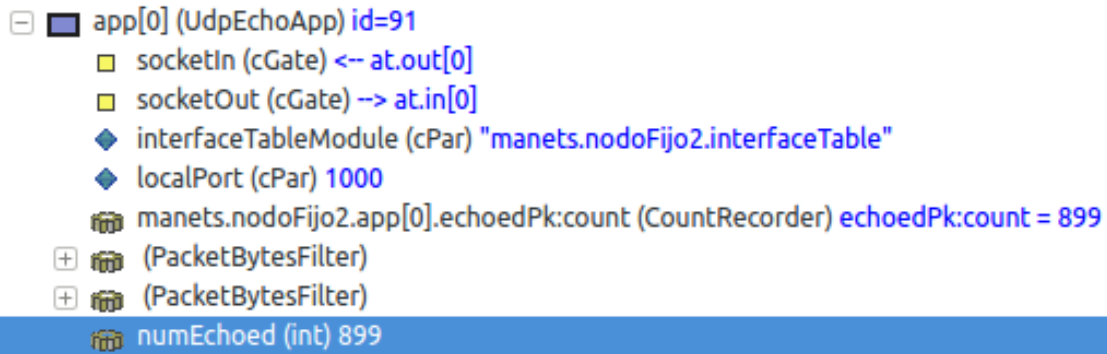 app[0] (UdpEchoApp) id=91
socketIn (cGate) <-- at.out[0]
socketOut (cGate) --> at.in[0]
interfaceTableModule (cPar) "manets.nodoFijo2.interfaceTable"
localPort (cPar) 1000
manets.nodoFijo2.app[0].echoedPk:count (CountRecorder) echoedPk:count = 899
(PacketBytesFilter)
(PacketBytesFilter)
numEchoed (int) 899